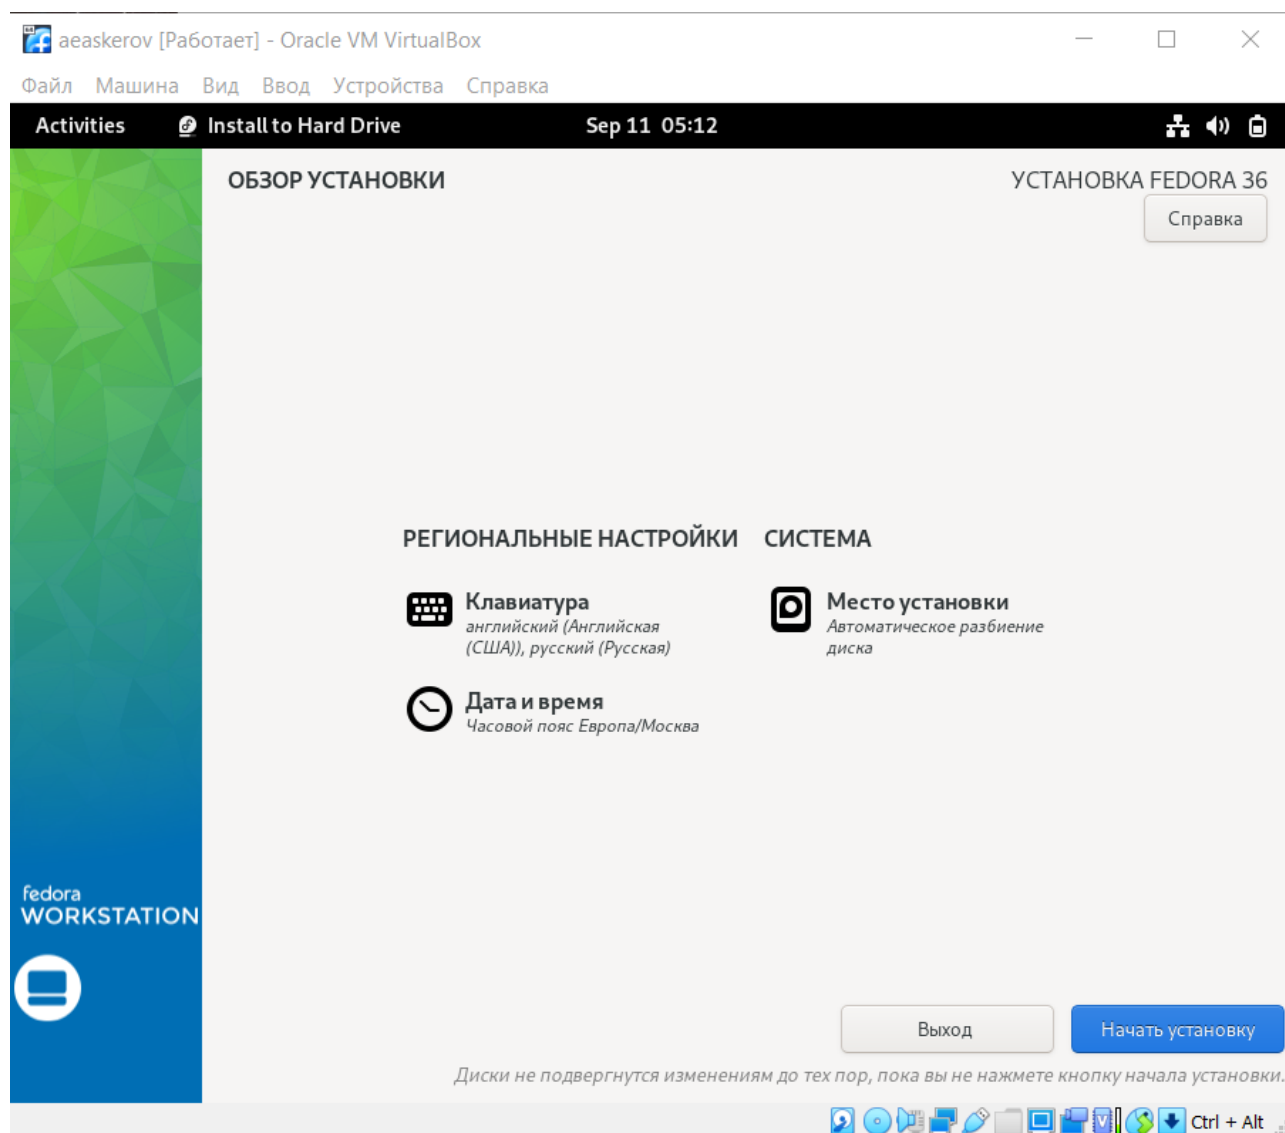 aeaskerov [Работает] - Oracle VM VirtualBox
Файл Машина Вид Ввод Устройства Справка
Activities Install to Hard Drive Sep 11 05:12
ОБЗОР УСТАНОВКИ
УСТАНОВКА FEDORA 36
Справка
РЕГИОНАЛЬНЫЕ НАСТРОЙКИ
Клавиатура
английский (Английская
(США)), русский (Русская)
Дата и время
Часовой пояс Европа/Москва
СИСТЕМА
Место установки
Автоматическое разбиение
диска
fedora
WORKSTATION
Выход
Начать установку
Диски не подвергнутся изменениям до тех пор, пока вы не нажмете кнопку начала установки.
Ctrl + Alt